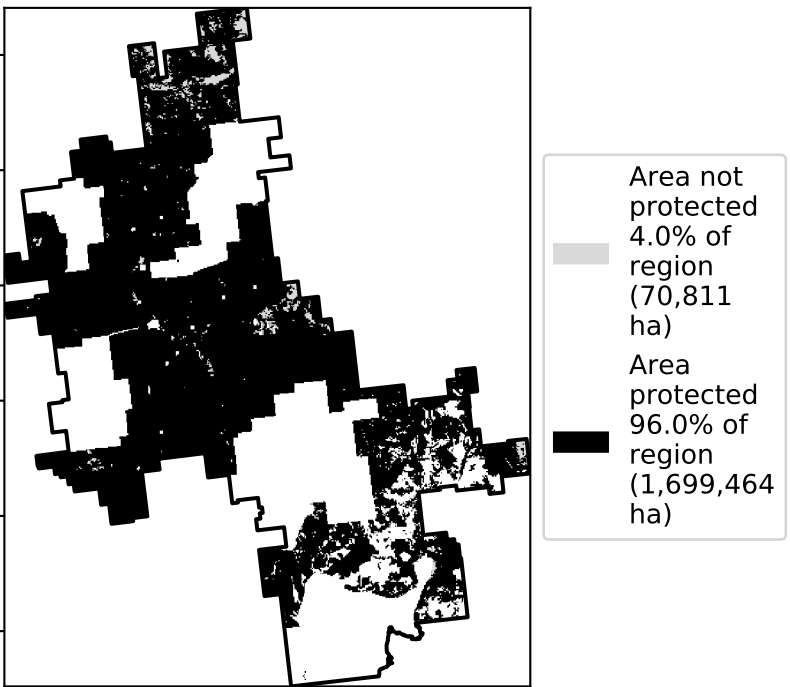 Area not
protected
4.0% of
region
(70,811
ha)
Area
protected
96.0% of
region
(1,699,464
ha)